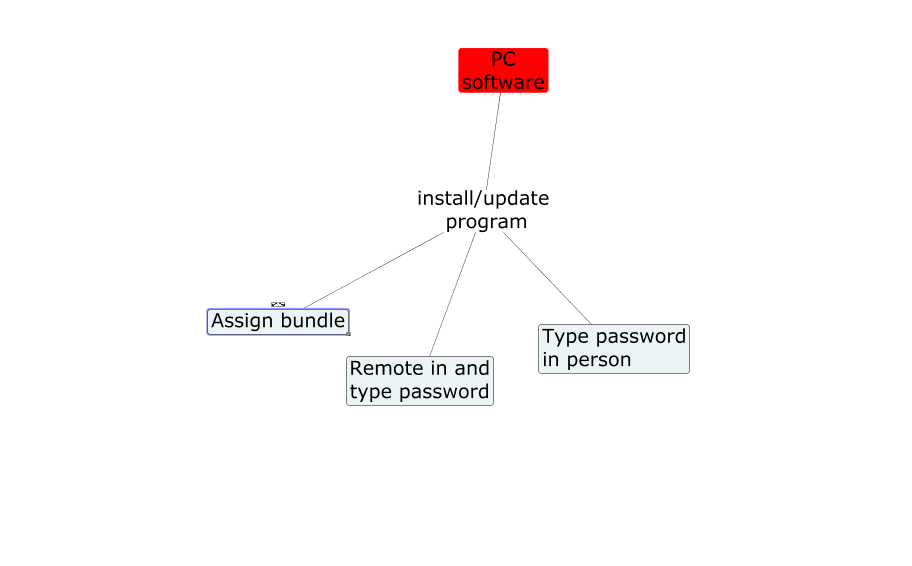 PC
software
install/update
program
Assign bundle
Type password
in person
Remote in and
type password